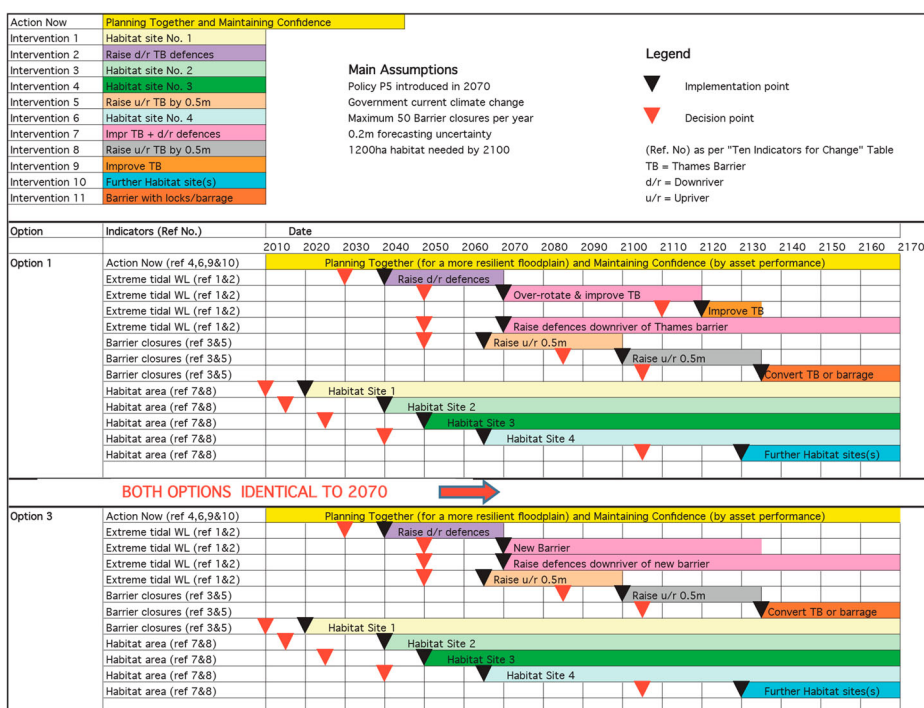 Action Now Planning Together and Maintaining Confidence
Intervention 1 Habitat site No. 1
Intervention 2 Raise d/r TB defences
Intervention 3 Habitat site No. 2
Intervention 4 Habitat site No. 3
Intervention 5 Raise u/r TB by 0.5m
Intervention 6 Habitat site No. 4
Intervention 7 Impr TB + d/r defences
Intervention 8 Raise u/r TB by 0.5m
Intervention 9 Improve TB
Intervention 10 Further Habitat site(s)
Intervention 11 Barrier with locks/barrage
Main Assumptions
Policy P5 introduced in 2070
Government current climate change
Maximum 50 Barrier closures per year
0.2m forecasting uncertainty
1200ha habitat needed by 2100
Legend
Implementation point
Decision point
(Ref. No) as per "Ten Indicators for Change" Table
TB = Thames Barrier
d/r = Downriver
u/r = Upriver
Option Indicators (Ref No.) Date
2010 2020 2030 2040 2050 2060 2070 2080 2090 2100 2110 2120 2130 2140 2150 2160 2170
Option 1 Action Now (ref 4,6,9&10) Planning Together (for a more resilient floodplain) and Maintaining Confidence (by asset performance)
Extreme tidal WL (ref 1&2) Raise d/r defences
Extreme tidal WL (ref 1&2) Over-rotate & improve TB
Extreme tidal WL (ref 1&2) Improve TB
Extreme tidal WL (ref 1&2) Raise defences downriver of Thames barrier
Barrier closures (ref 3&5) Raise u/r 0.5m
Barrier closures (ref 3&5) Raise u/r 0.5m
Barrier closures (ref 3&5) Convert TB or barrage
Habitat area (ref 7&8) Habitat Site 1
Habitat area (ref 7&8) Habitat Site 2
Habitat area (ref 7&8) Habitat Site 3
Habitat area (ref 7&8) Habitat Site 4
Habitat area (ref 7&8) Further Habitat sites(s)
BOTH OPTIONS IDENTICAL TO 2070
Option 3 Action Now (ref 4,6,9&10) Planning Together (for a more resilient floodplain) and Maintaining Confidence (by asset performance)
Extreme tidal WL (ref 1&2) Raise d/r defences
Extreme tidal WL (ref 1&2) New Barrier
Extreme tidal WL (ref 1&2) Raise defences downriver of new barrier
Extreme tidal WL (ref 1&2) Raise u/r 0.5m
Barrier closures (ref 3&5) Raise u/r 0.5m
Barrier closures (ref 3&5) Convert TB or barrage
Barrier closures (ref 3&5) Habitat Site 1
Habitat area (ref 7&8) Habitat Site 2
Habitat area (ref 7&8) Habitat Site 3
Habitat area (ref 7&8) Habitat Site 4
Habitat area (ref 7&8) Further Habitat sites(s)